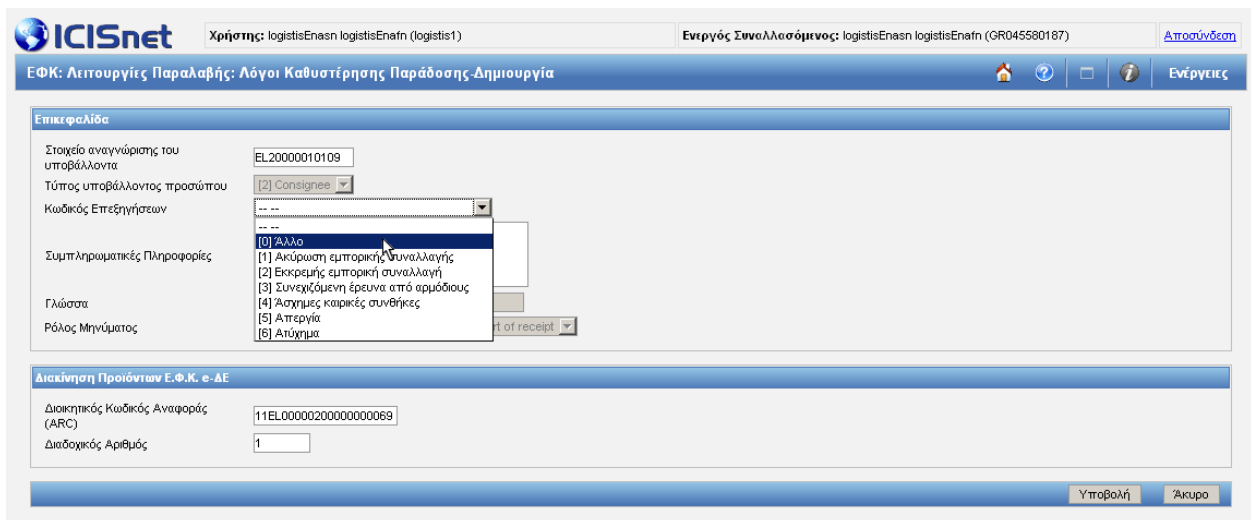 ICISnet
Χρήστης: logistisEnasn logistisEnafn (logistis1)
Ενεργός Συναλλασόμενος: logistisEnasn logistisEnafn (GR045580187)
Αποσύνδεση
ΕΦΚ: Λειτουργίες Παραλαβής: Λόγοι Καθυστέρησης Παράδοσης-Δημιουργία
Ενέργειες
Επικεφαλίδα
Στοιχείο αναγνώρισης του
υποβάλλοντα
EL20000010109
Τύπος υποβάλλοντος προσώπου
[2] Consignee
Κωδικός Επεξηγήσεων
-- --
-- --
[0] Άλλο
[1] Ακύρωση εμπορικής συναλλαγής
[2] Εκκρεμής εμπορική συναλλαγή
[3] Συνεχιζόμενη έρευνα από αρμόδιους
[4] Άσχημες καιρικές συνθήκες
[5] Απεργία
[6] Ατύχημα
Συμπληρωματικές Πληροφορίες
Γλώσσα
Ρόλος Μηνύματος
rt of receipt
Διακίνηση Προϊόντων Ε.Φ.Κ. e-ΔΕ
Διοικητικός Κωδικός Αναφοράς
(ARC)
11EL00000200000000069
Διαδοχικός Αριθμός
1
Υποβολή
Άκυρο